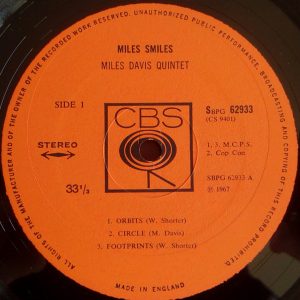 ALL RIGHTS OF THE MANUFACTURER AND OF THE OWNER OF THE RECORDED WORK RESERVED. UNAUTHORIZED PUBLIC PERFORMANCE, BROADCASTING AND COPYING OF THIS RECORD PROHIBITED.
MILES SMILES
MILES DAVIS QUINTET
SIDE 1
SBPG 62933
(CS 9401)
CBS
STEREO
1, 3. M.C.P.S.
2. Cop Con
33 1/3
SBPG 62933 A
℗ 1967
1. ORBITS (W. Shorter)
2. CIRCLE (M. Davis)
3. FOOTPRINTS (W. Shorter)
MADE IN ENGLAND